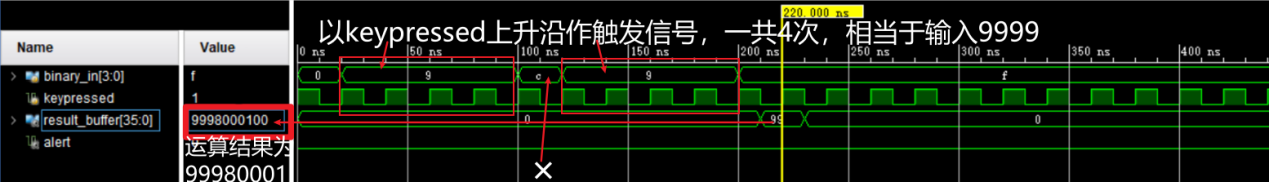 220.000 ns
以keypressed上升沿作触发信号，一共4次，相当于输入9999
Name Value
0 ns 50 ns 100 ns 150 ns 200 ns 250 ns 300 ns 350 ns 400 ns
binary_in[3:0] f 0 9 c 9 f
keypressed 1
result_buffer[35:0] 9998000100 0 99 0
alert
运算结果为
99980001
×